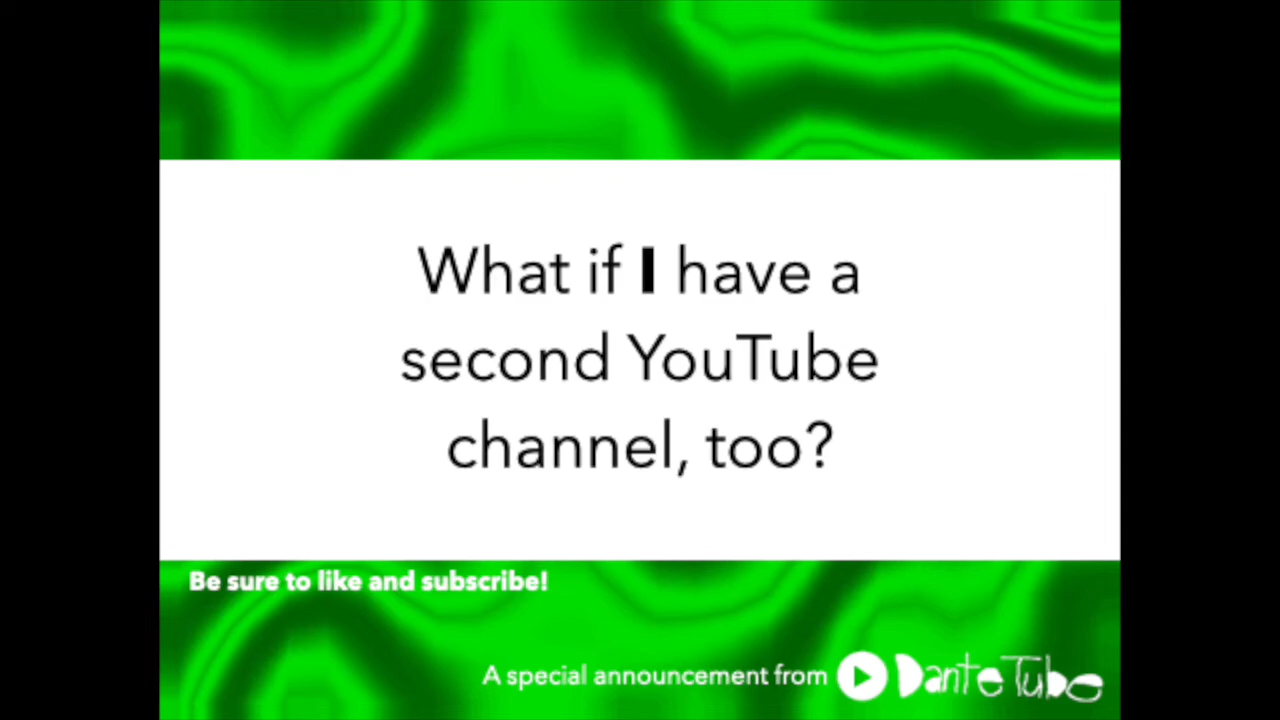 What if I have a
second YouTube
channel, too?
Be sure to like and subscribe!
A special announcement from DanteTube